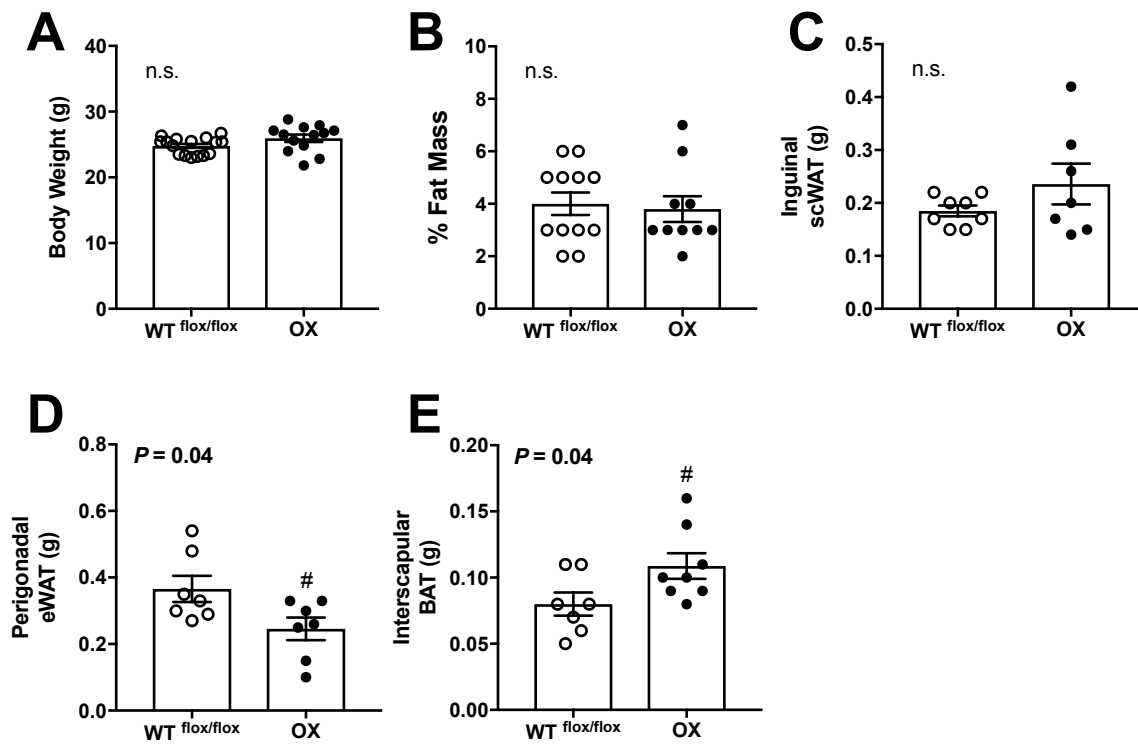 A
Body Weight (g)
40
30
20
10
0
n.s.
WT flox/flox
OX
B
% Fat Mass
10
8
6
4
2
0
n.s.
WT flox/flox
OX
C
Inguinal
scWAT (g)
0.5
0.4
0.3
0.2
0.1
0.0
n.s.
WT flox/flox
OX
D
Perigonadal
eWAT (g)
0.8
0.6
0.4
0.2
0.0
P = 0.04
#
WT flox/flox
OX
E
Interscapular
BAT (g)
0.20
0.15
0.10
0.05
0.00
P = 0.04
#
WT flox/flox
OX